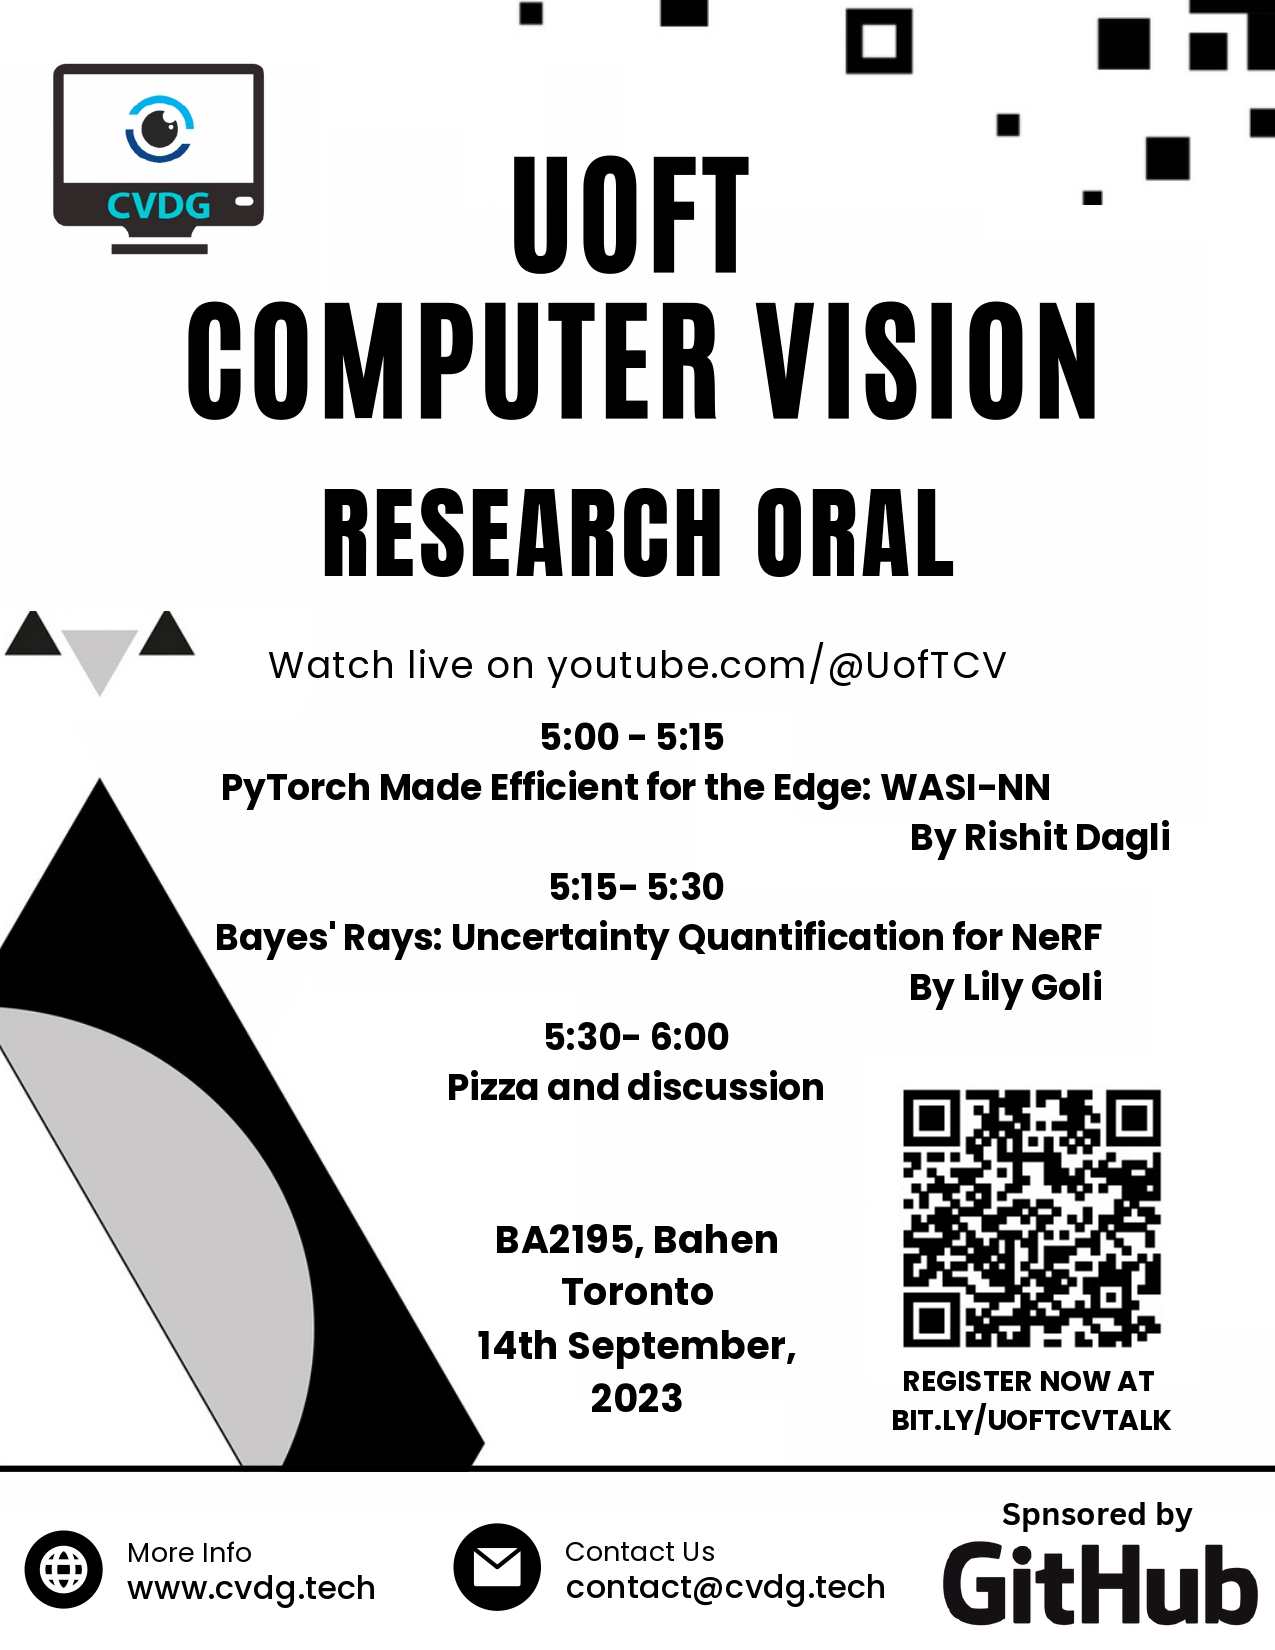 CVDG
UOFT
COMPUTER VISION
RESEARCH ORAL
Watch live on youtube.com/@UofTCV
5:00 - 5:15
PyTorch Made Efficient for the Edge: WASI-NN
By Rishit Dagli
5:15- 5:30
Bayes' Rays: Uncertainty Quantification for NeRF
By Lily Goli
5:30- 6:00
Pizza and discussion
BA2195, Bahen
Toronto
14th September,
2023
REGISTER NOW AT
BIT.LY/UOFTCVTALK
More Info
www.cvdg.tech
Contact Us
contact@cvdg.tech
Spnsored by
GitHub